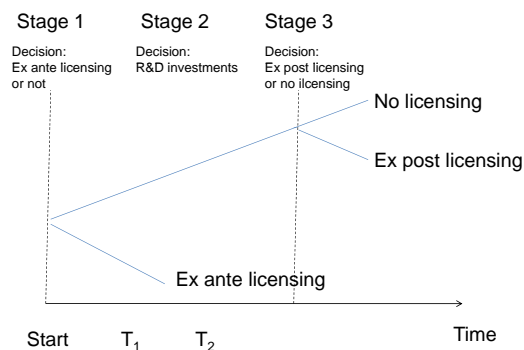 Stage 1
Stage 2
Stage 3
Decision:
Ex ante licensing
or not
Decision:
R&D investments
Decision:
Ex post licensing
or no ilcensing
No licensing
Ex post licensing
Ex ante licensing
Start
T1
T2
Time